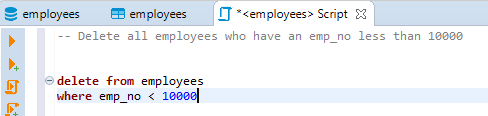 employees
employees
*<employees> Script
-- Delete all employees who have an emp_no less than 10000
delete from employees
where emp_no < 10000